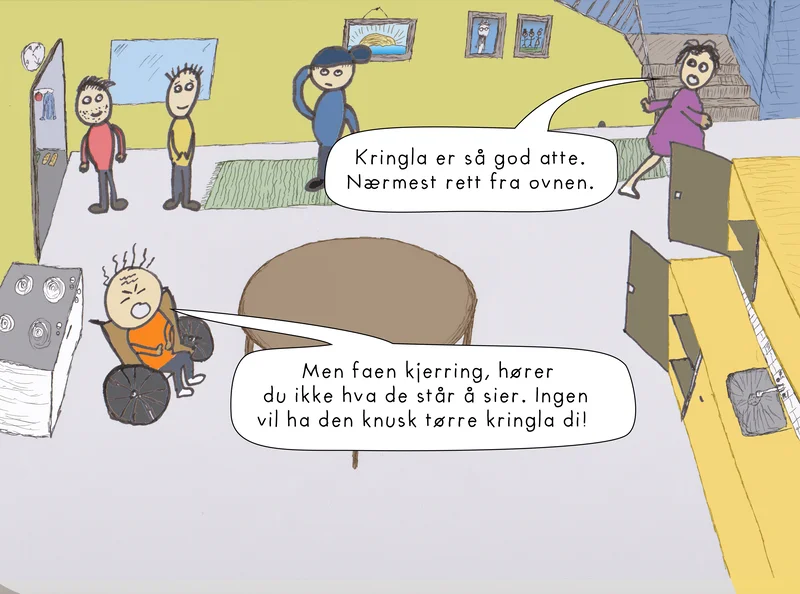 Kringla er så god atte.
Nærmest rett fra ovnen.
Men faen kjerring, hører
du ikke hva de står å sier. Ingen
vil ha den knusk tørre kringla di!